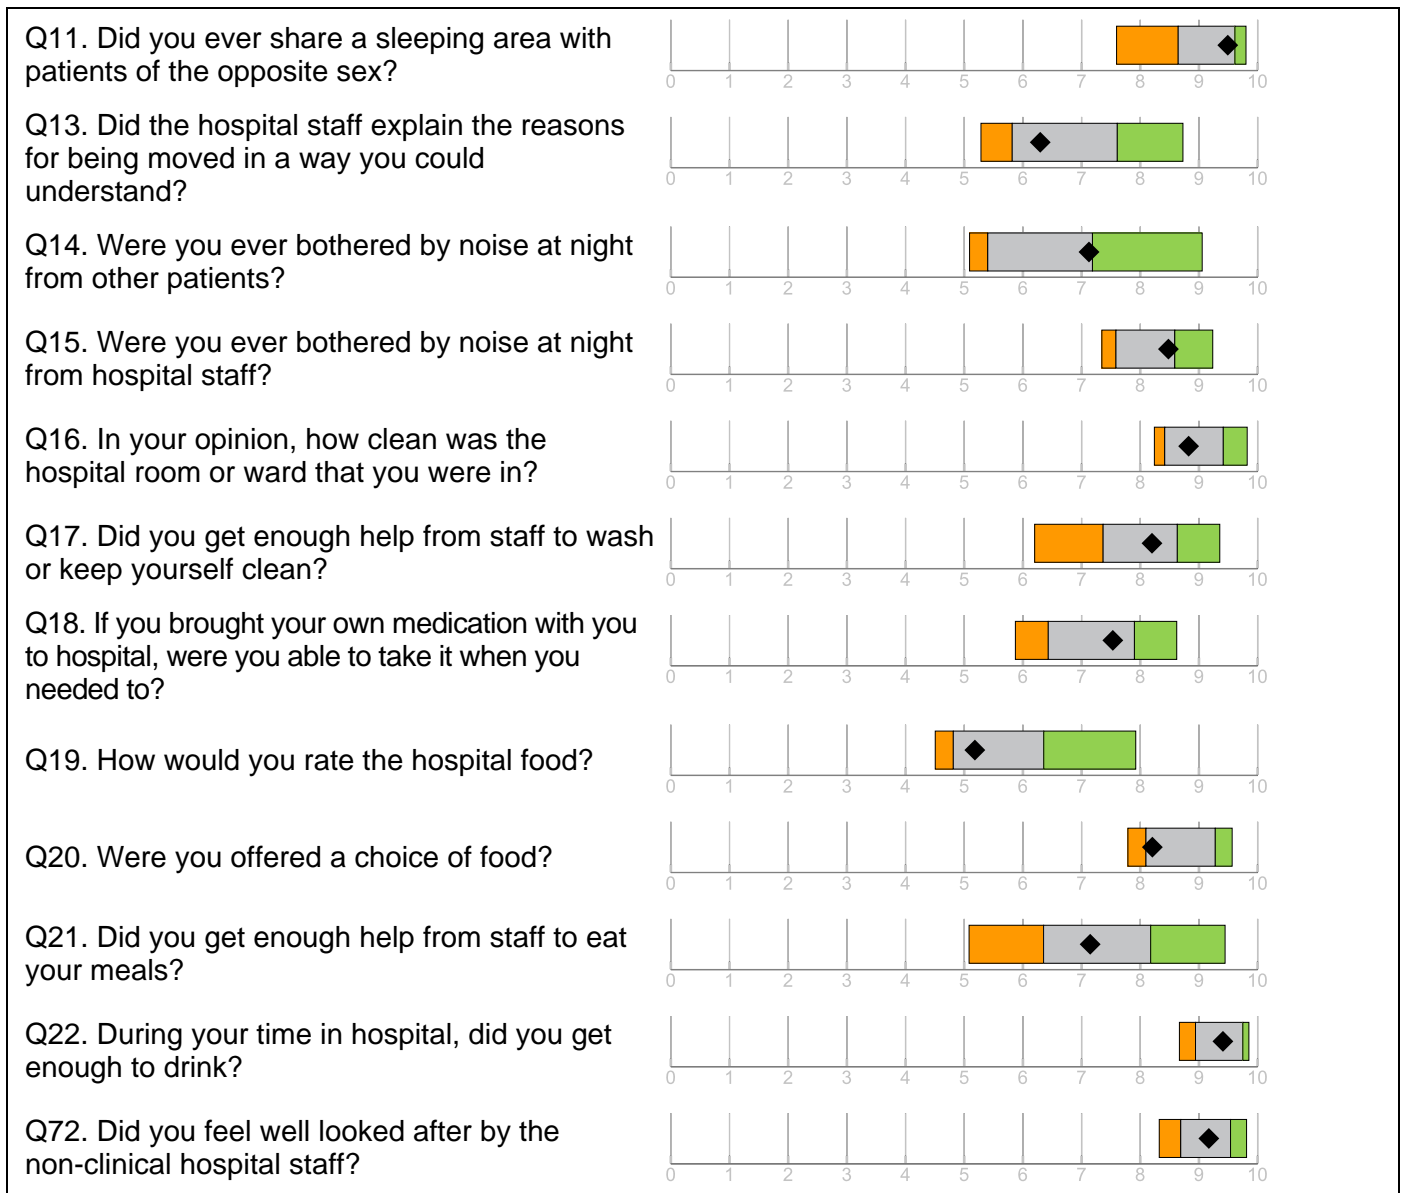 Q11. Did you ever share a sleeping area with
patients of the opposite sex?
0 1 2 3 4 5 6 7 8 9 10
Q13. Did the hospital staff explain the reasons
for being moved in a way you could
understand?
0 1 2 3 4 5 6 7 8 9 10
Q14. Were you ever bothered by noise at night
from other patients?
0 1 2 3 4 5 6 7 8 9 10
Q15. Were you ever bothered by noise at night
from hospital staff?
0 1 2 3 4 5 6 7 8 9 10
Q16. In your opinion, how clean was the
hospital room or ward that you were in?
0 1 2 3 4 5 6 7 8 9 10
Q17. Did you get enough help from staff to wash
or keep yourself clean?
0 1 2 3 4 5 6 7 8 9 10
Q18. If you brought your own medication with you
to hospital, were you able to take it when you
needed to?
0 1 2 3 4 5 6 7 8 9 10
Q19. How would you rate the hospital food?
0 1 2 3 4 5 6 7 8 9 10
Q20. Were you offered a choice of food?
0 1 2 3 4 5 6 7 8 9 10
Q21. Did you get enough help from staff to eat
your meals?
0 1 2 3 4 5 6 7 8 9 10
Q22. During your time in hospital, did you get
enough to drink?
0 1 2 3 4 5 6 7 8 9 10
Q72. Did you feel well looked after by the
non-clinical hospital staff?
0 1 2 3 4 5 6 7 8 9 10